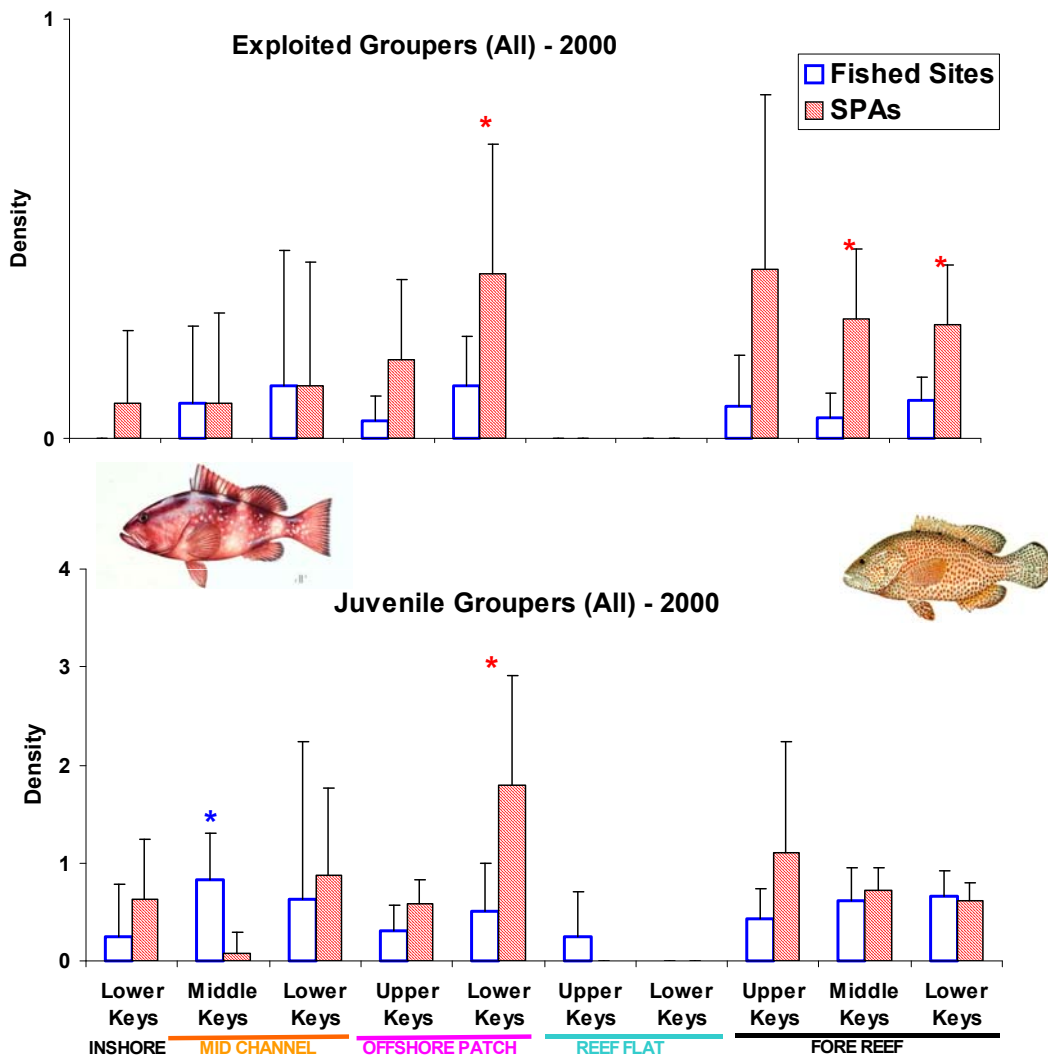 1
Exploited Groupers (All) - 2000
Fished Sites
SPAs
*
*
*
Density
0
4
Juvenile Groupers (All) - 2000
3
*
2
Density
*
1
0
Lower Keys
Middle Keys
Lower Keys
Upper Keys
Lower Keys
Upper Keys
Lower Keys
Upper Keys
Middle Keys
Lower Keys
INSHORE
MID CHANNEL
OFFSHORE PATCH
REEF FLAT
FORE REEF